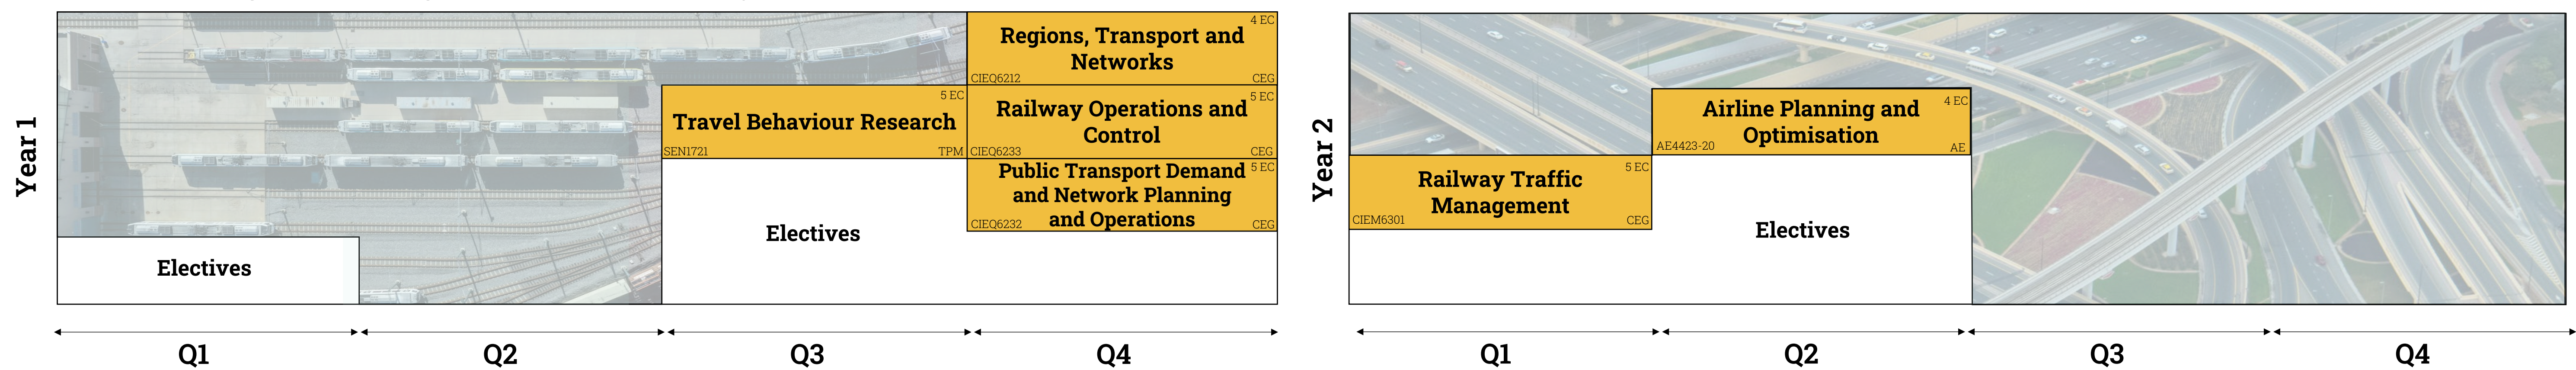 Year 1
4 EC
Regions, Transport and
Networks
CIEQ6212
CEG
5 EC
Travel Behaviour Research
SEN1721
TPM
5 EC
Railway Operations and
Control
CIEQ6233
CEG
5 EC
Public Transport Demand
and Network Planning
and Operations
CIEQ6232
CEG
Electives
Electives
Q1
Q2
Q3
Q4
Year 2
4 EC
Airline Planning and
Optimisation
AE4423-20
AE
5 EC
Railway Traffic
Management
CIEM6301
CEG
Electives
Q1
Q2
Q3
Q4